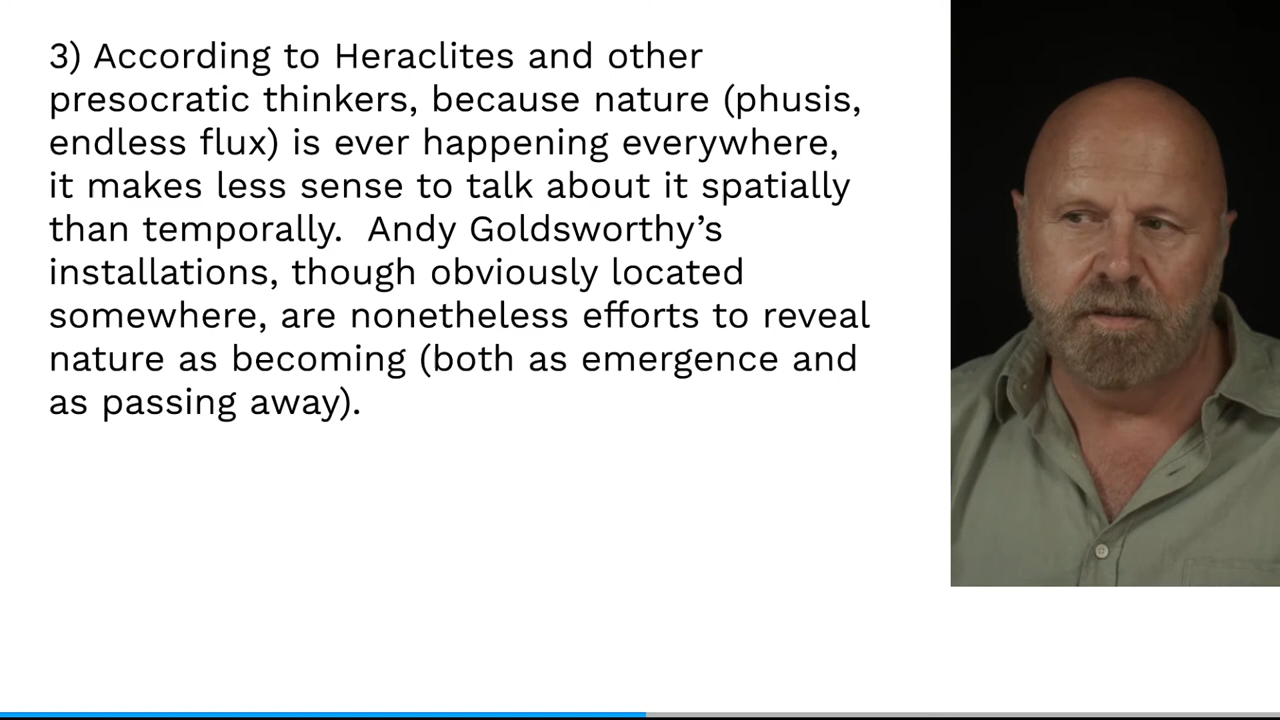 3) According to Heraclites and other
presocratic thinkers, because nature (phusis,
endless flux) is ever happening everywhere,
it makes less sense to talk about it spatially
than temporally.  Andy Goldsworthy’s
installations, though obviously located
somewhere, are nonetheless efforts to reveal
nature as becoming (both as emergence and
as passing away).